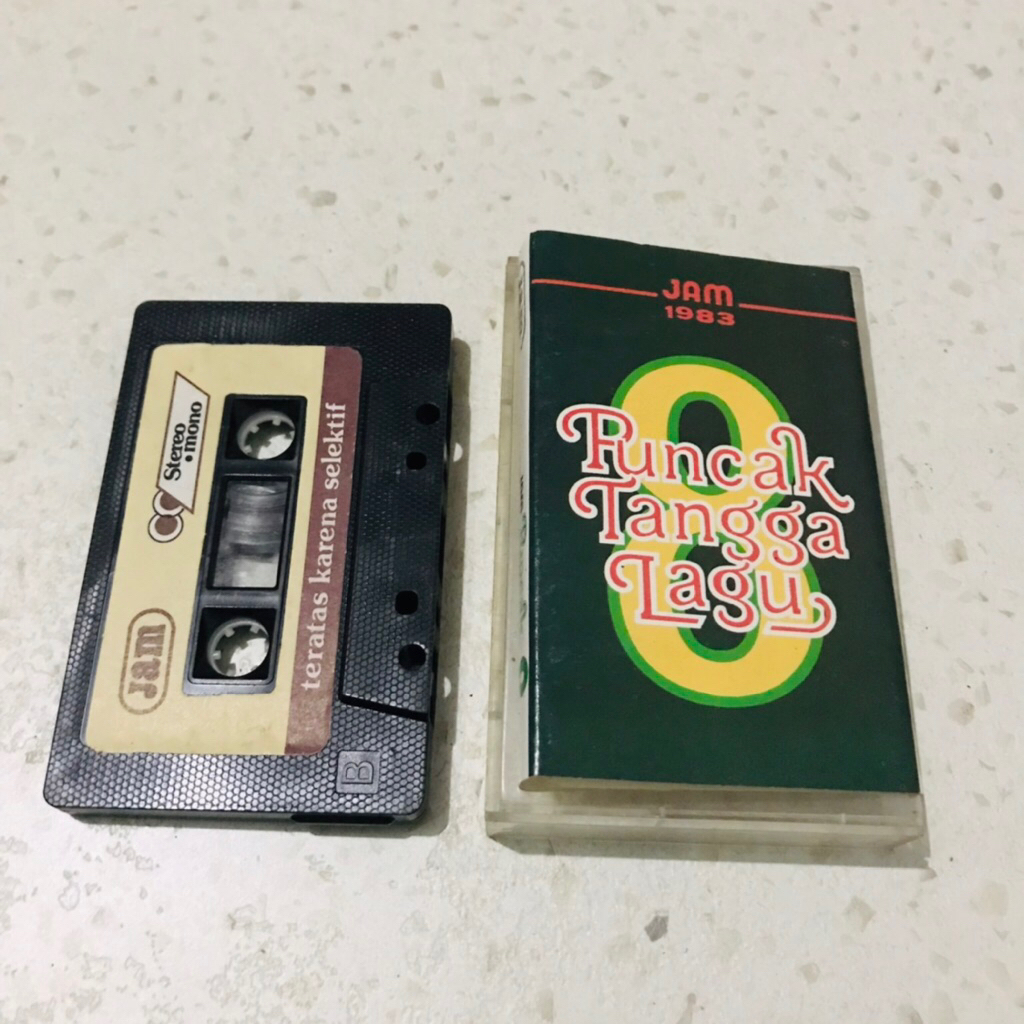 Stereo
•mono
jam
teratas karena selektif
B
JAM
1983
8
Puncak
Tangga
Lagu